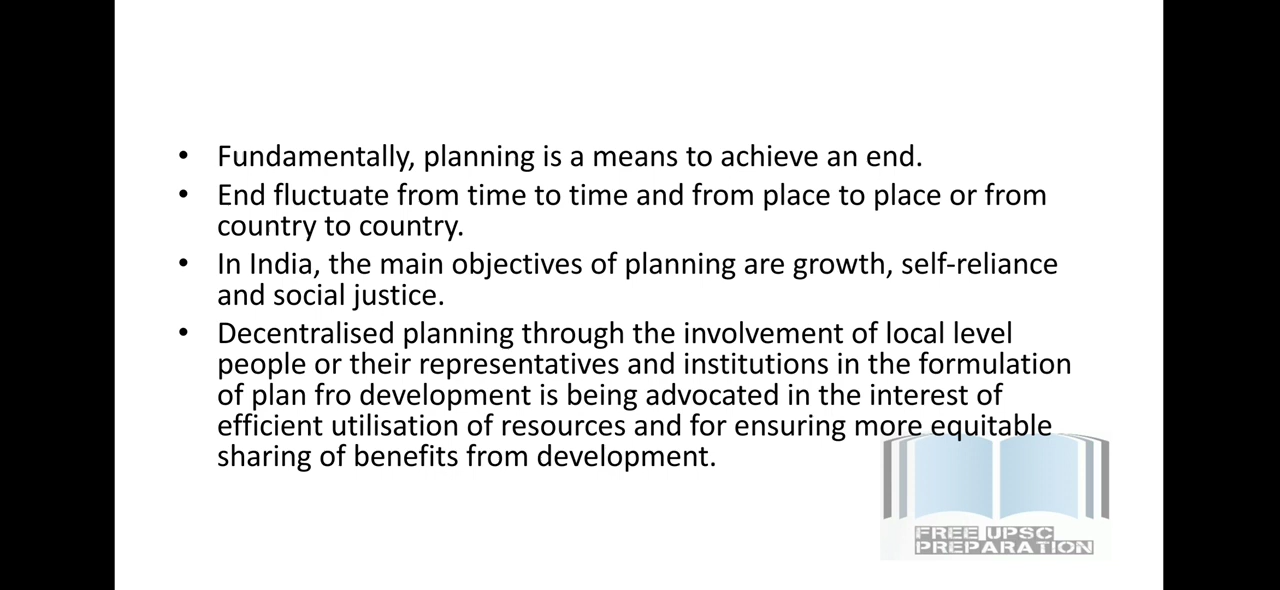 • Fundamentally, planning is a means to achieve an end.
• End fluctuate from time to time and from place to place or from
country to country.
• In India, the main objectives of planning are growth, self-reliance
and social justice.
• Decentralised planning through the involvement of local level
people or their representatives and institutions in the formulation
of plan fro development is being advocated in the interest of
efficient utilisation of resources and for ensuring more equitable
sharing of benefits from development.
FREE UPSC
PREPARATION